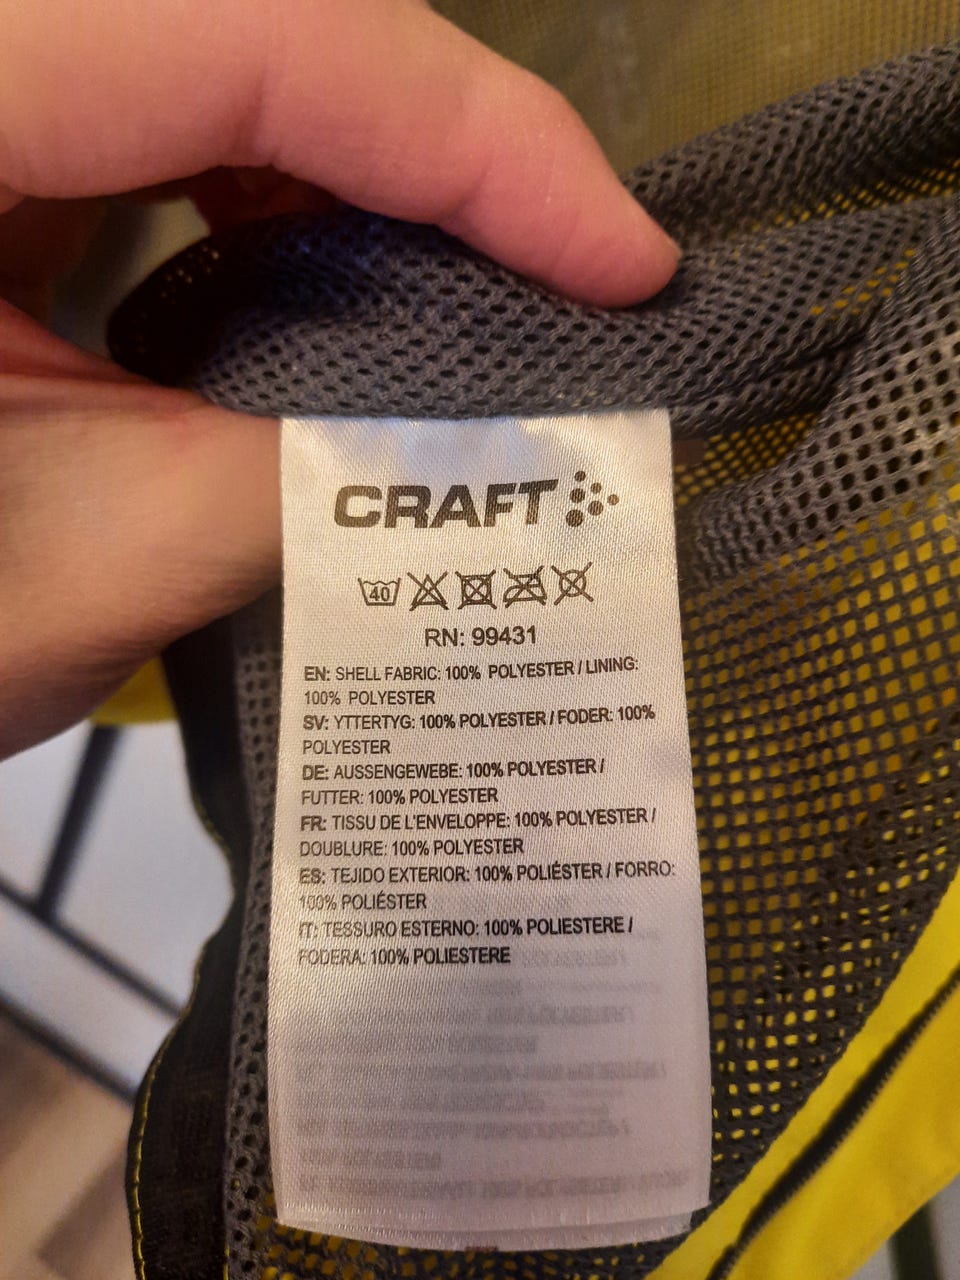 CRAFT
40
RN: 99431
EN: SHELL FABRIC: 100% POLYESTER / LINING:
100% POLYESTER
SV: YTTERTYG: 100% POLYESTER / FODER: 100%
POLYESTER
DE: AUSSENGEWEBE: 100% POLYESTER /
FUTTER: 100% POLYESTER
FR: TISSU DE L'ENVELOPPE: 100% POLYESTER /
DOUBLURE: 100% POLYESTER
ES: TEJIDO EXTERIOR: 100% POLIÉSTER / FORRO:
100% POLIÉSTER
IT: TESSURO ESTERNO: 100% POLIESTERE /
FODERA: 100% POLIESTERE